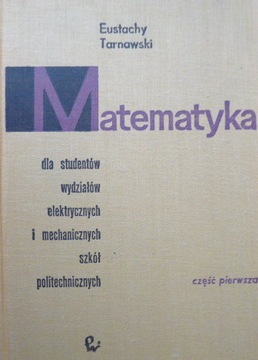 Eustachy
Tarnawski
Matematyka
dla studentów
wydziałów
elektrycznych
i mechanicznych
szkół
politechnicznych
część pierwsza